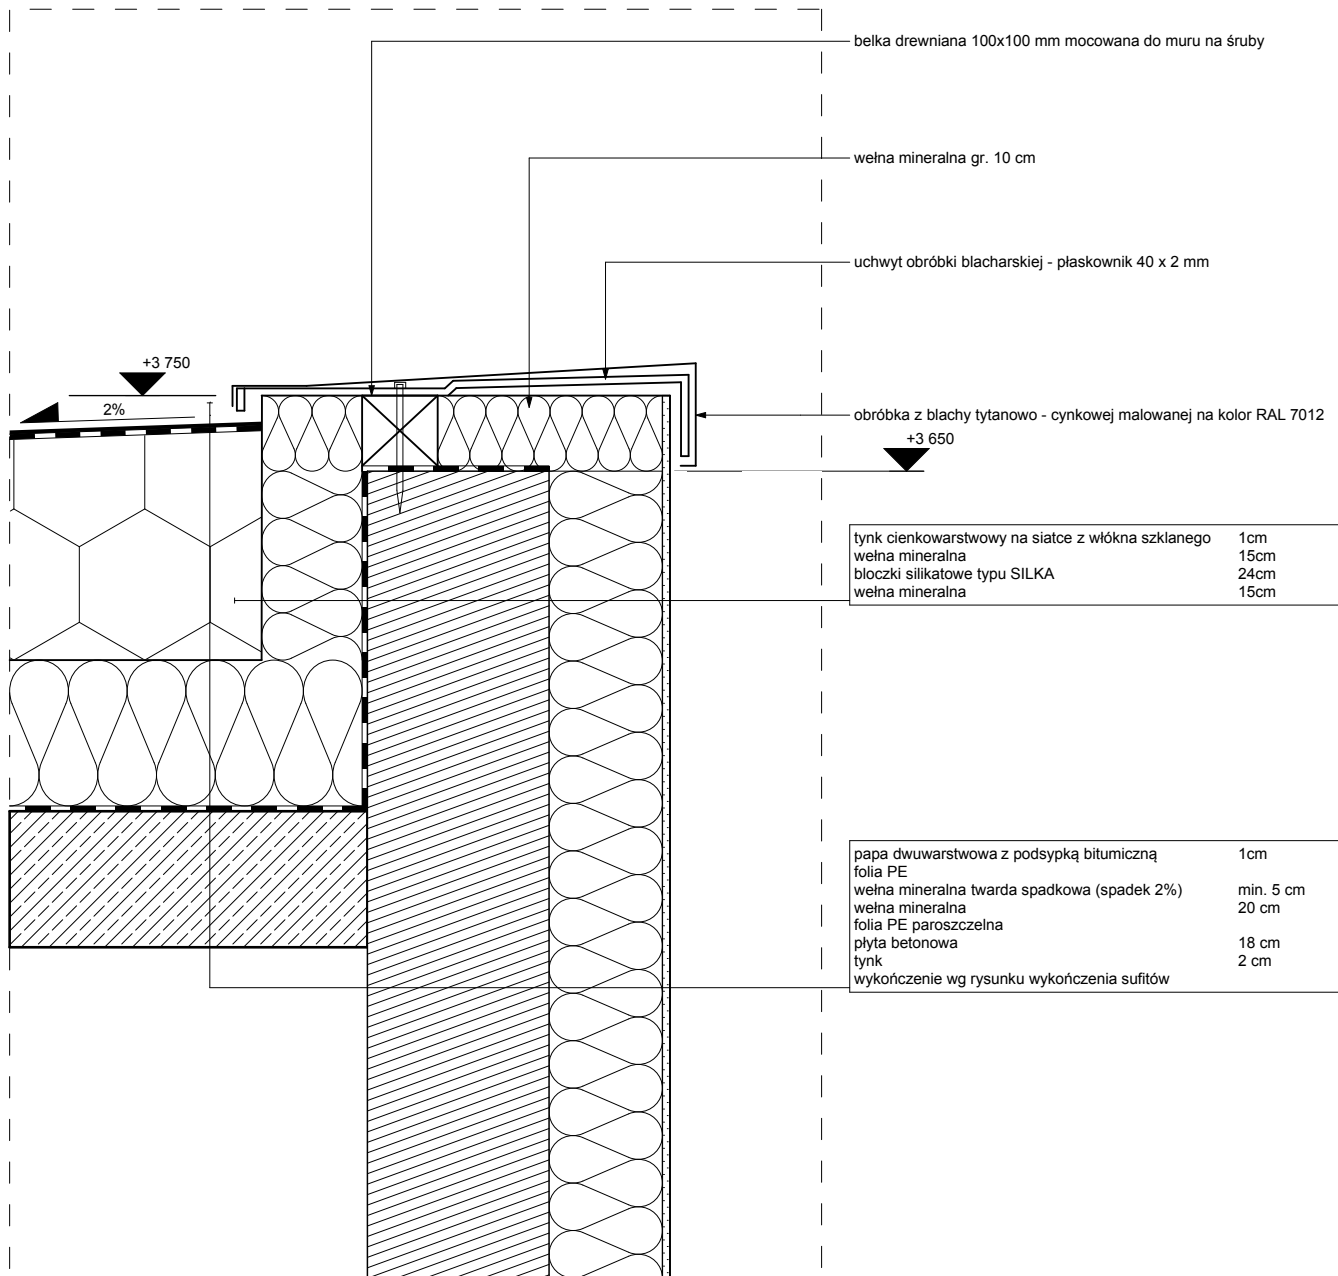 belka drewniana 100x100 mm mocowana do muru na śruby
wełna mineralna gr. 10 cm
uchwyt obróbki blacharskiej - płaskownik 40 x 2 mm
+3 750
2%
obróbka z blachy tytanowo - cynkowej malowanej na kolor RAL 7012
+3 650
tynk cienkowarstwowy na siatce z włókna szklanego 1cm
wełna mineralna 15cm
bloczki silikatowe typu SILKA 24cm
wełna mineralna 15cm
papa dwuwarstwowa z podsypką bitumiczną 1cm
folia PE
wełna mineralna twarda spadkowa (spadek 2%) min. 5 cm
wełna mineralna 20 cm
folia PE paroszczelna
płyta betonowa 18 cm
tynk 2 cm
wykończenie wg rysunku wykończenia sufitów